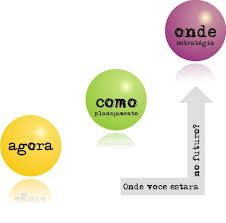 onde
estratégia
como
planejamento
agora
Onde voce estara
no futuro?